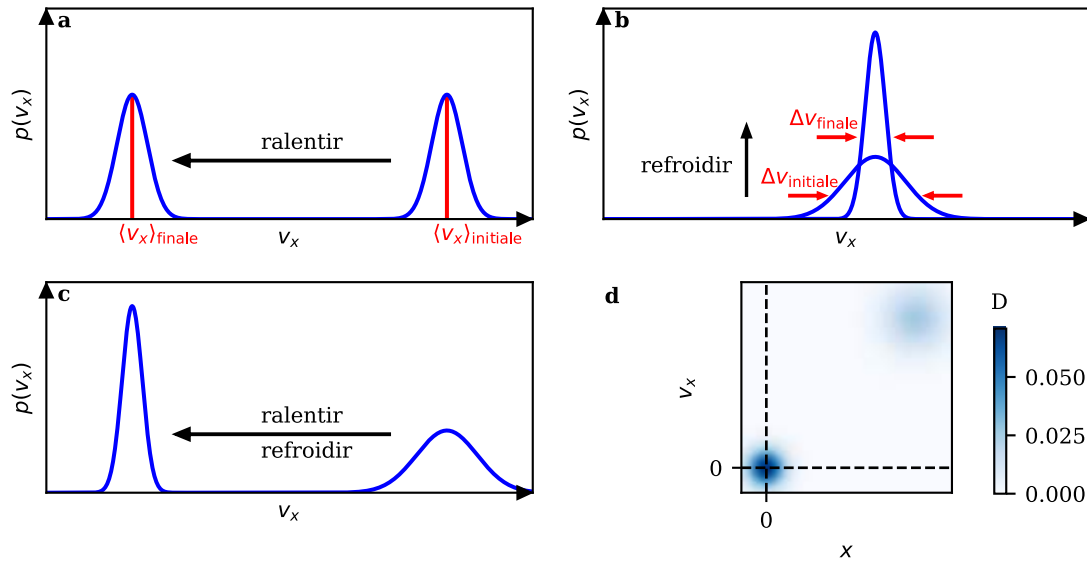 a
p(vₓ)
ralentir
⟨vₓ⟩finale
vₓ
⟨vₓ⟩initiale
b
p(vₓ)
refroidir
Δvfinale
Δvinitiale
vₓ
c
p(vₓ)
ralentir
refroidir
vₓ
d
vₓ
0
0
x
D
0.050
0.025
0.000